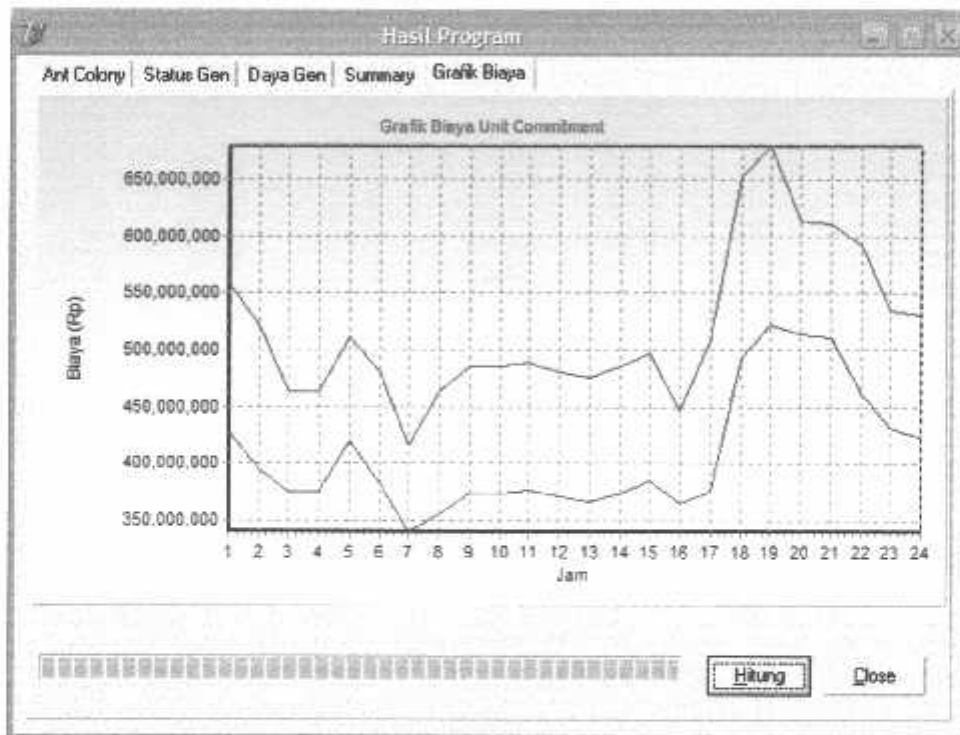 Hasil Program
Ant Colony Status Gen Daya Gen Summary Grafik Biaya
Grafik Biaya Unit Commitment
650,000,000
600,000,000
550,000,000
500,000,000
450,000,000
400,000,000
350,000,000
Biaya (Rp)
1 2 3 4 5 6 7 8 9 10 11 12 13 14 15 16 17 18 19 20 21 22 23 24
Jam
Hitung Close